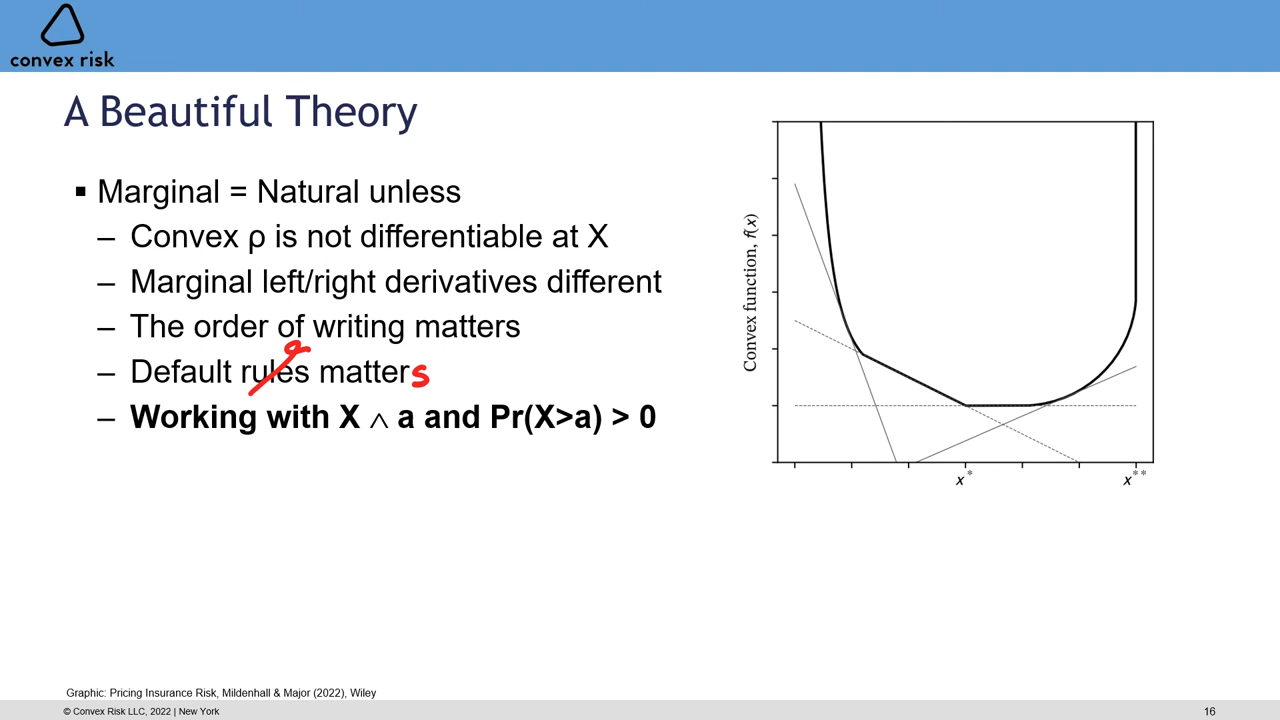 convex risk
A Beautiful Theory
▪ Marginal = Natural unless
– Convex ρ is not differentiable at X
– Marginal left/right derivatives different
– The order of writing matters
– Default rules matters
– Working with X ∧ a and Pr(X>a) > 0
Convex function, f(x)
x*
x**
Graphic: Pricing Insurance Risk, Mildenhall & Major (2022), Wiley
© Convex Risk LLC, 2022 | New York
16